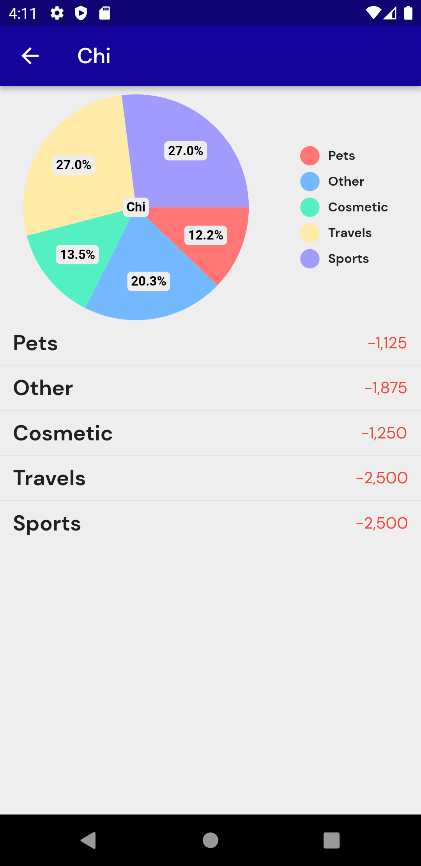 4:11
Chi
27.0%
27.0%
Chi
12.2%
13.5%
20.3%
Pets
Other
Cosmetic
Travels
Sports
Pets -1,125
Other -1,875
Cosmetic -1,250
Travels -2,500
Sports -2,500